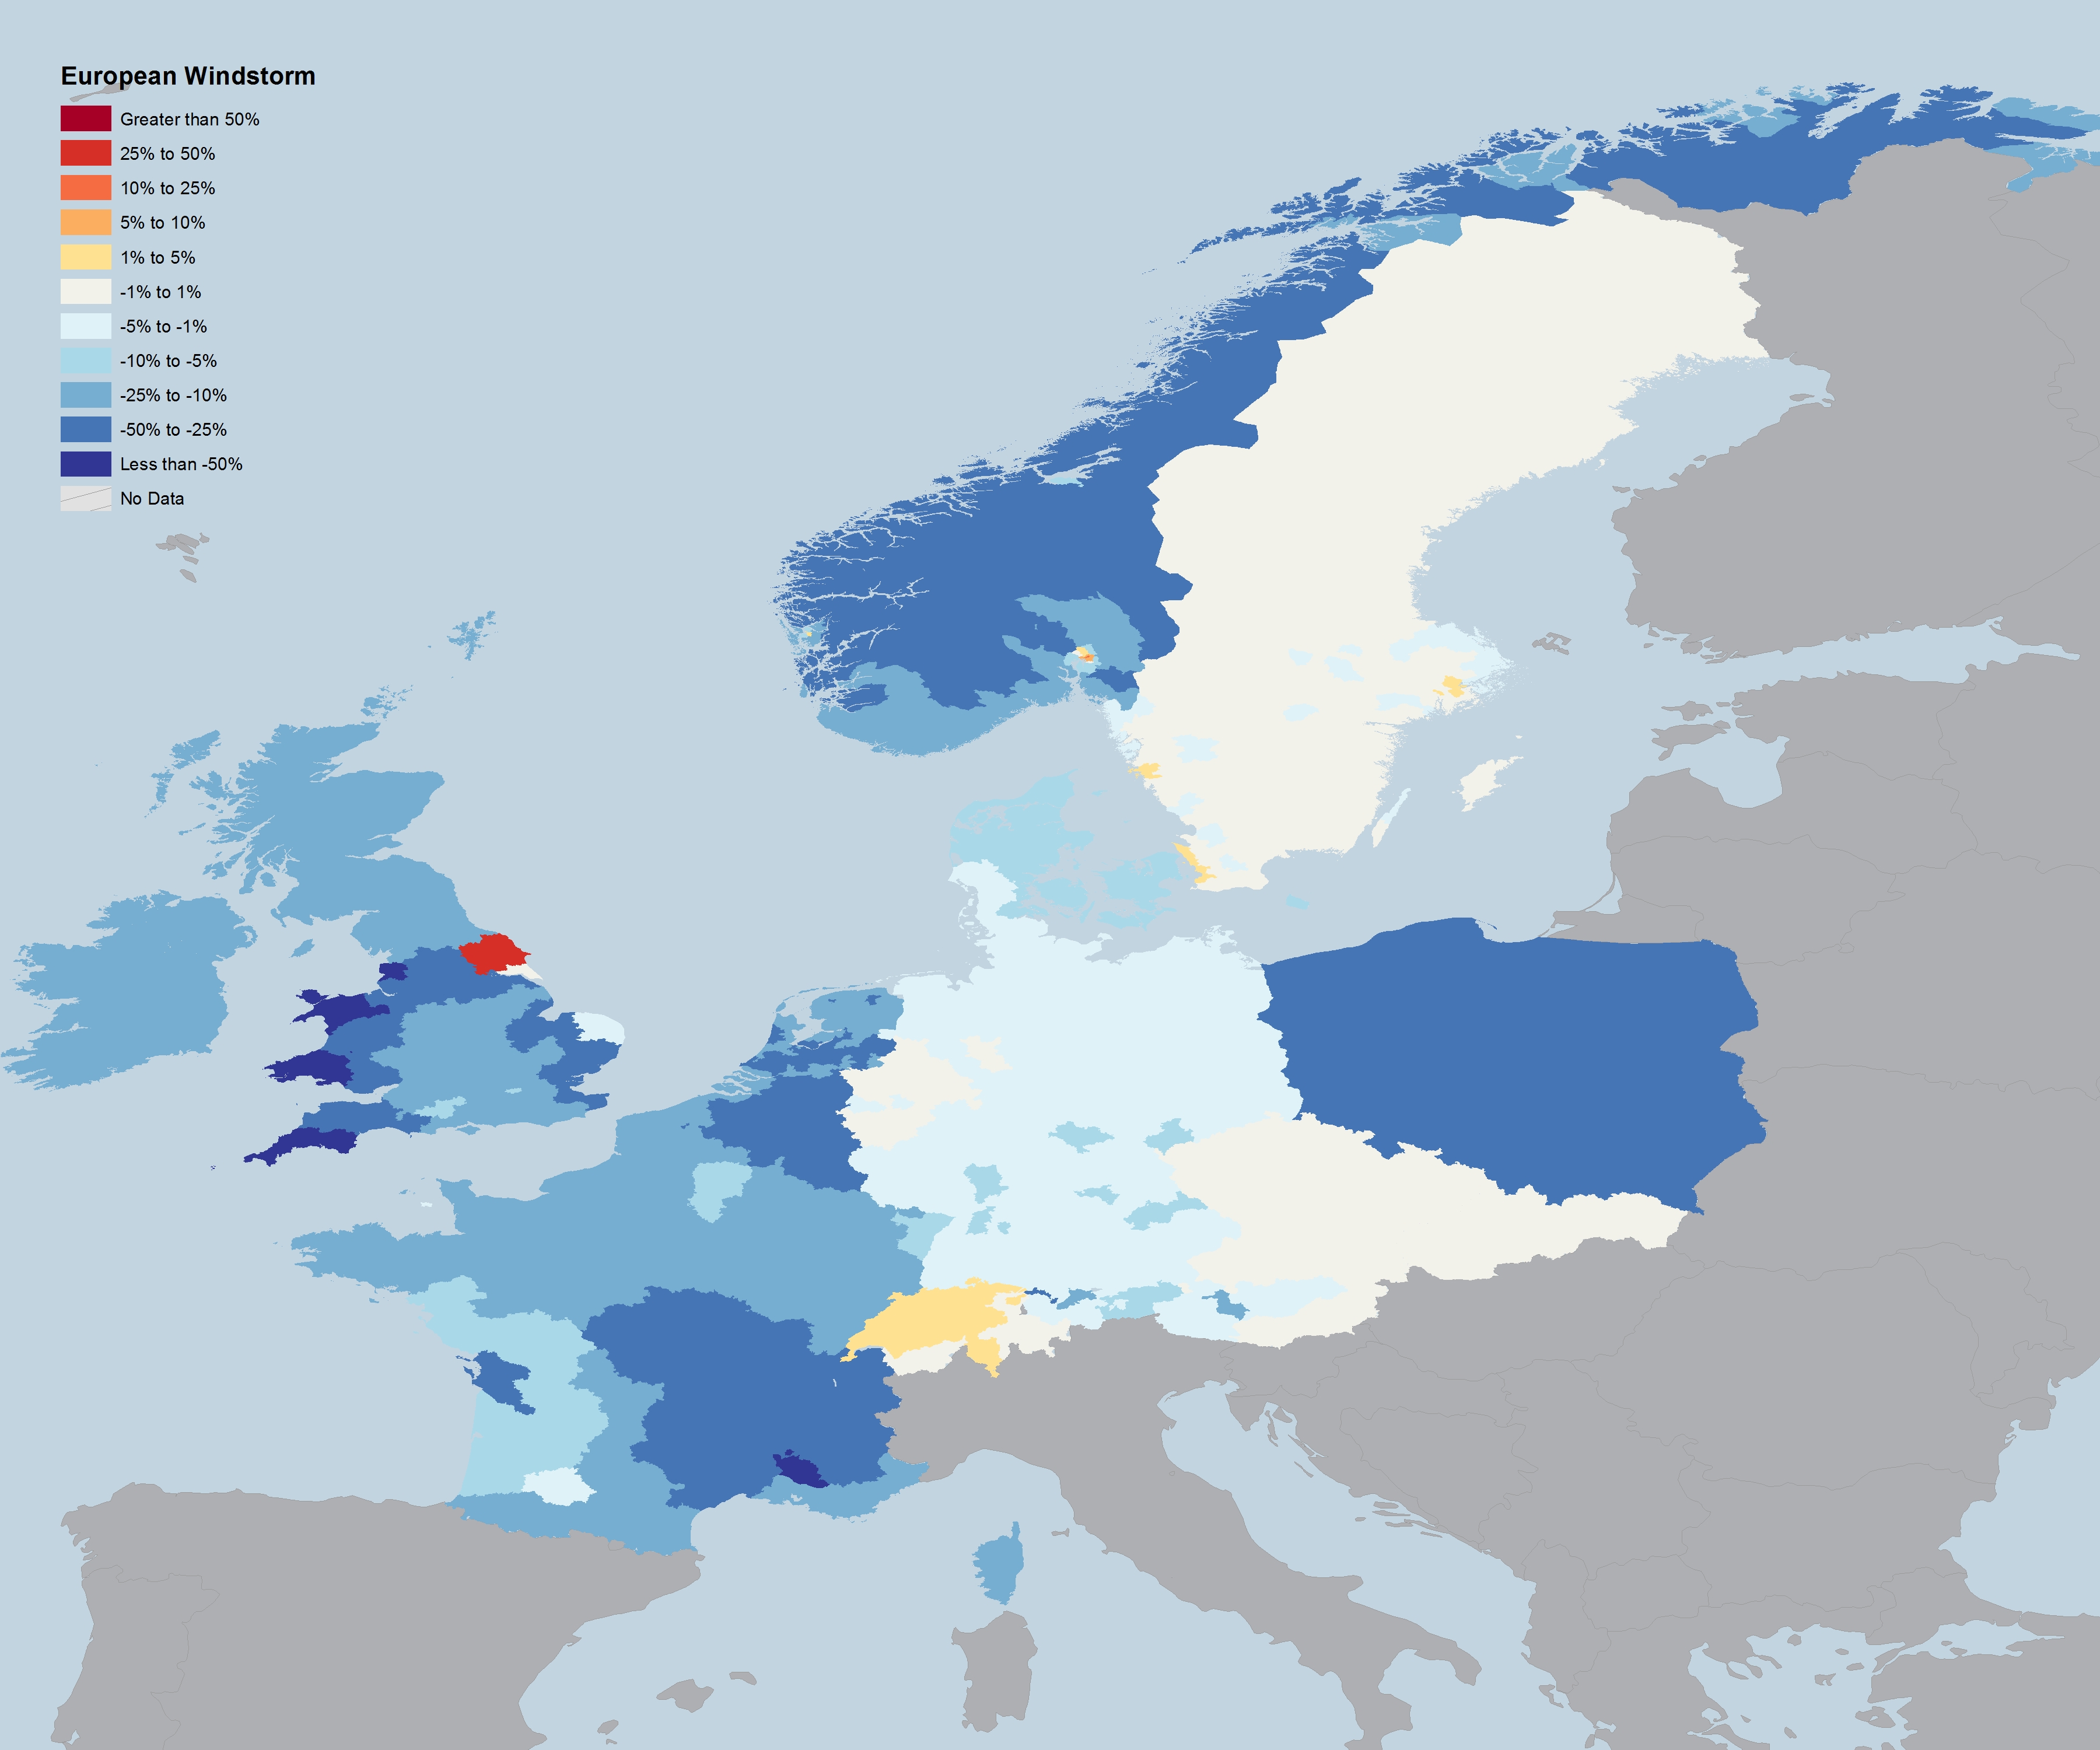 European Windstorm
Greater than 50%
25% to 50%
10% to 25%
5% to 10%
1% to 5%
-1% to 1%
-5% to -1%
-10% to -5%
-25% to -10%
-50% to -25%
Less than -50%
No Data